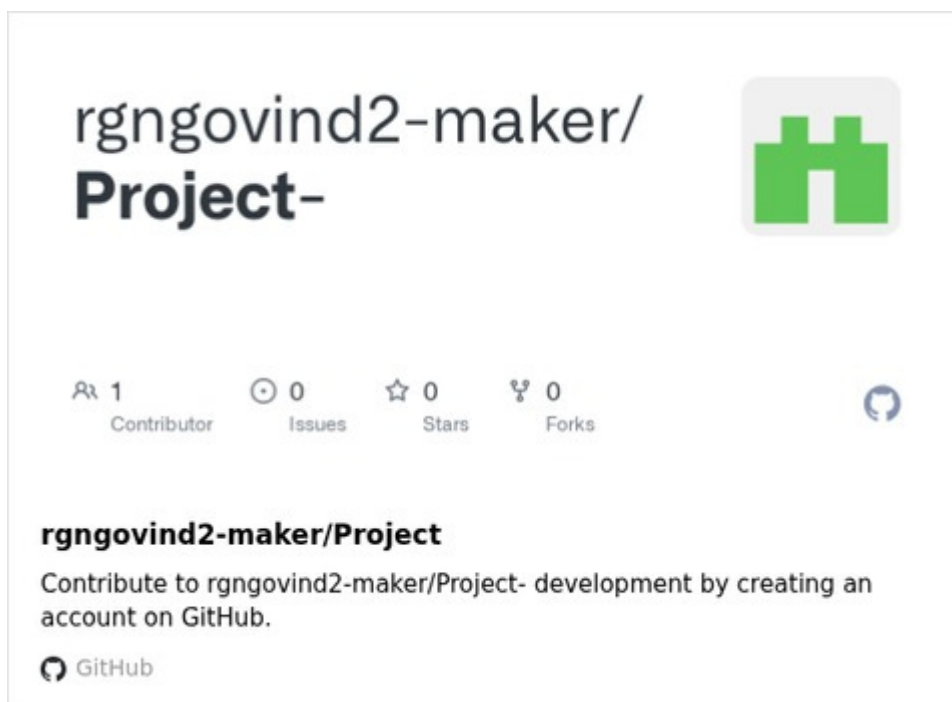 rgngovind2-maker/
Project-
1 0 0 0
Contributor Issues Stars Forks
rgngovind2-maker/Project
Contribute to rgngovind2-maker/Project- development by creating an
account on GitHub.
GitHub